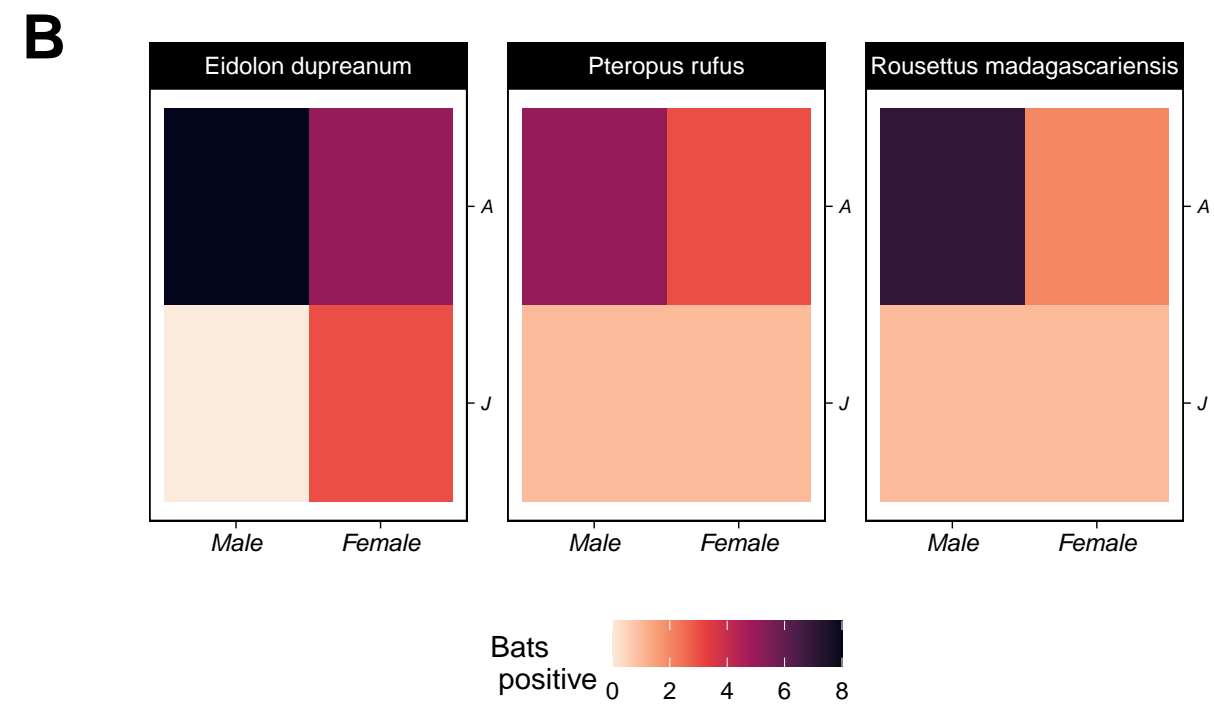 B
Eidolon dupreanum
Pteropus rufus
Rousettus madagascariensis
A
J
A
J
A
J
Male Female
Male Female
Male Female
Bats
positive
0 2 4 6 8